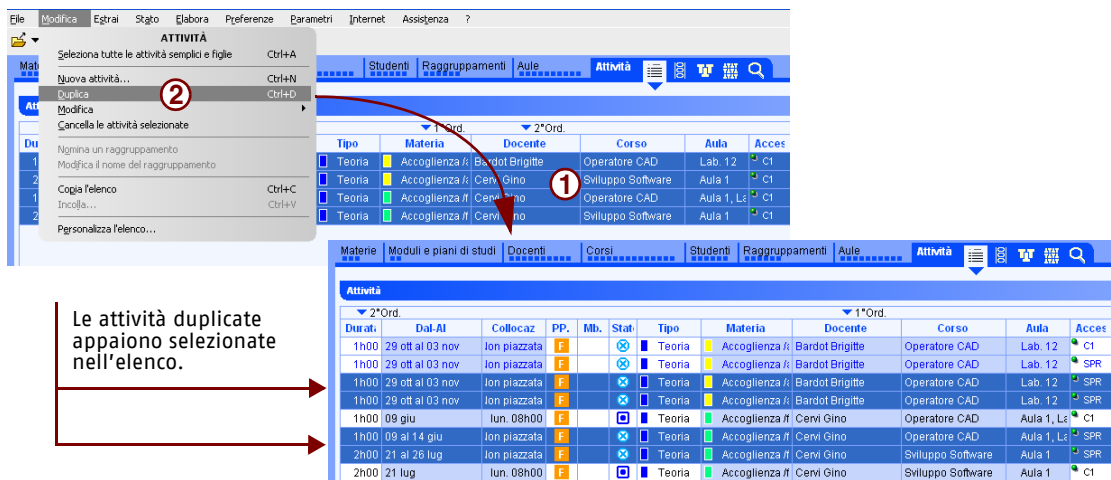 File Modifica Estrai Stato Elabora Preferenze Parametri Internet Assistenza ?
ATTIVITÀ
Seleziona tutte le attività semplici e figlie Ctrl+A
Nuova attività... Ctrl+N
Duplica Ctrl+D
Modifica
Cancella le attività selezionate
Nomina un raggruppamento
Modifica il nome del raggruppamento
Copia l'elenco Ctrl+C
Incolla... Ctrl+V
Personalizza l'elenco...
2
Mat Studenti Raggruppamenti Aule Attività
Att
1°Ord. 2°Ord.
Du Tipo Materia Docente Corso Aula Acces
1 Teoria Accoglienza Bardot Brigitte Operatore CAD Lab. 12 C1
2 Teoria Accoglienza Cervi Gino Sviluppo Software Aula 1 C1
1 Teoria Accoglienza Cervi Gino Operatore CAD Aula 1, La C1
2 Teoria Accoglienza Cervi Gino Sviluppo Software Aula 1 C1
1
Le attività duplicate
appaiono selezionate
nell'elenco.
Materie Moduli e piani di studi Docenti Corsi Studenti Raggruppamenti Aule Attività
Attività
2°Ord. 1°Ord.
Durata Dal-Al Collocaz PP. Mb. Stat Tipo Materia Docente Corso Aula Acces
1h00 29 ott al 03 nov Ion piazzata F Teoria Accoglienza Bardot Brigitte Operatore CAD Lab. 12 C1
1h00 29 ott al 03 nov Ion piazzata F Teoria Accoglienza Bardot Brigitte Operatore CAD Lab. 12 SPR
1h00 29 ott al 03 nov Ion piazzata F Teoria Accoglienza Bardot Brigitte Operatore CAD Lab. 12 SPR
1h00 29 ott al 03 nov Ion piazzata F Teoria Accoglienza Bardot Brigitte Operatore CAD Lab. 12 SPR
1h00 09 giu lun. 08h00 F Teoria Accoglienza Cervi Gino Operatore CAD Aula 1, La C1
1h00 09 al 14 giu Ion piazzata F Teoria Accoglienza Cervi Gino Operatore CAD Aula 1, La SPR
2h00 21 al 26 lug Ion piazzata F Teoria Accoglienza Cervi Gino Sviluppo Software Aula 1 SPR
2h00 21 lug lun. 08h00 F Teoria Accoglienza Cervi Gino Sviluppo Software Aula 1 C1